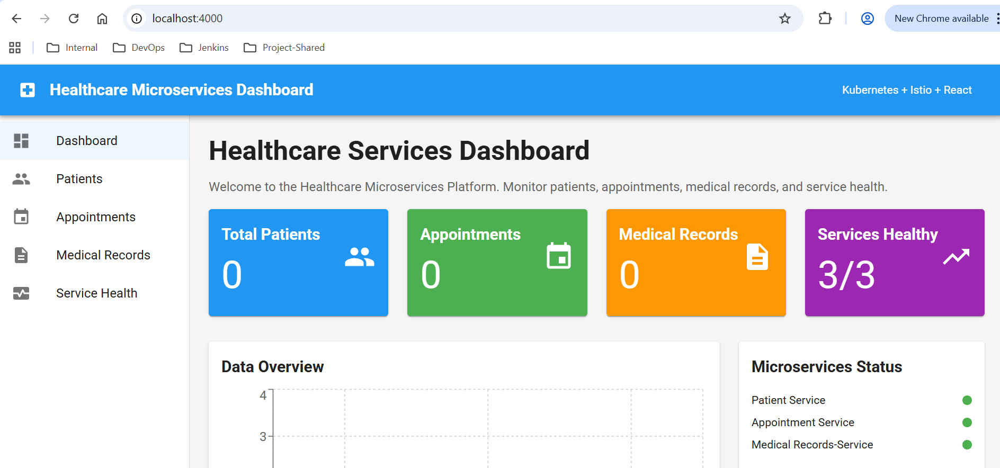 localhost:4000
New Chrome available
Internal
DevOps
Jenkins
Project-Shared
Healthcare Microservices Dashboard
Kubernetes + Istio + React
Dashboard
Patients
Appointments
Medical Records
Service Health
Healthcare Services Dashboard
Welcome to the Healthcare Microservices Platform. Monitor patients, appointments, medical records, and service health.
Total Patients
0
Appointments
0
Medical Records
0
Services Healthy
3/3
Data Overview
4
3
Microservices Status
Patient Service
Appointment Service
Medical Records-Service